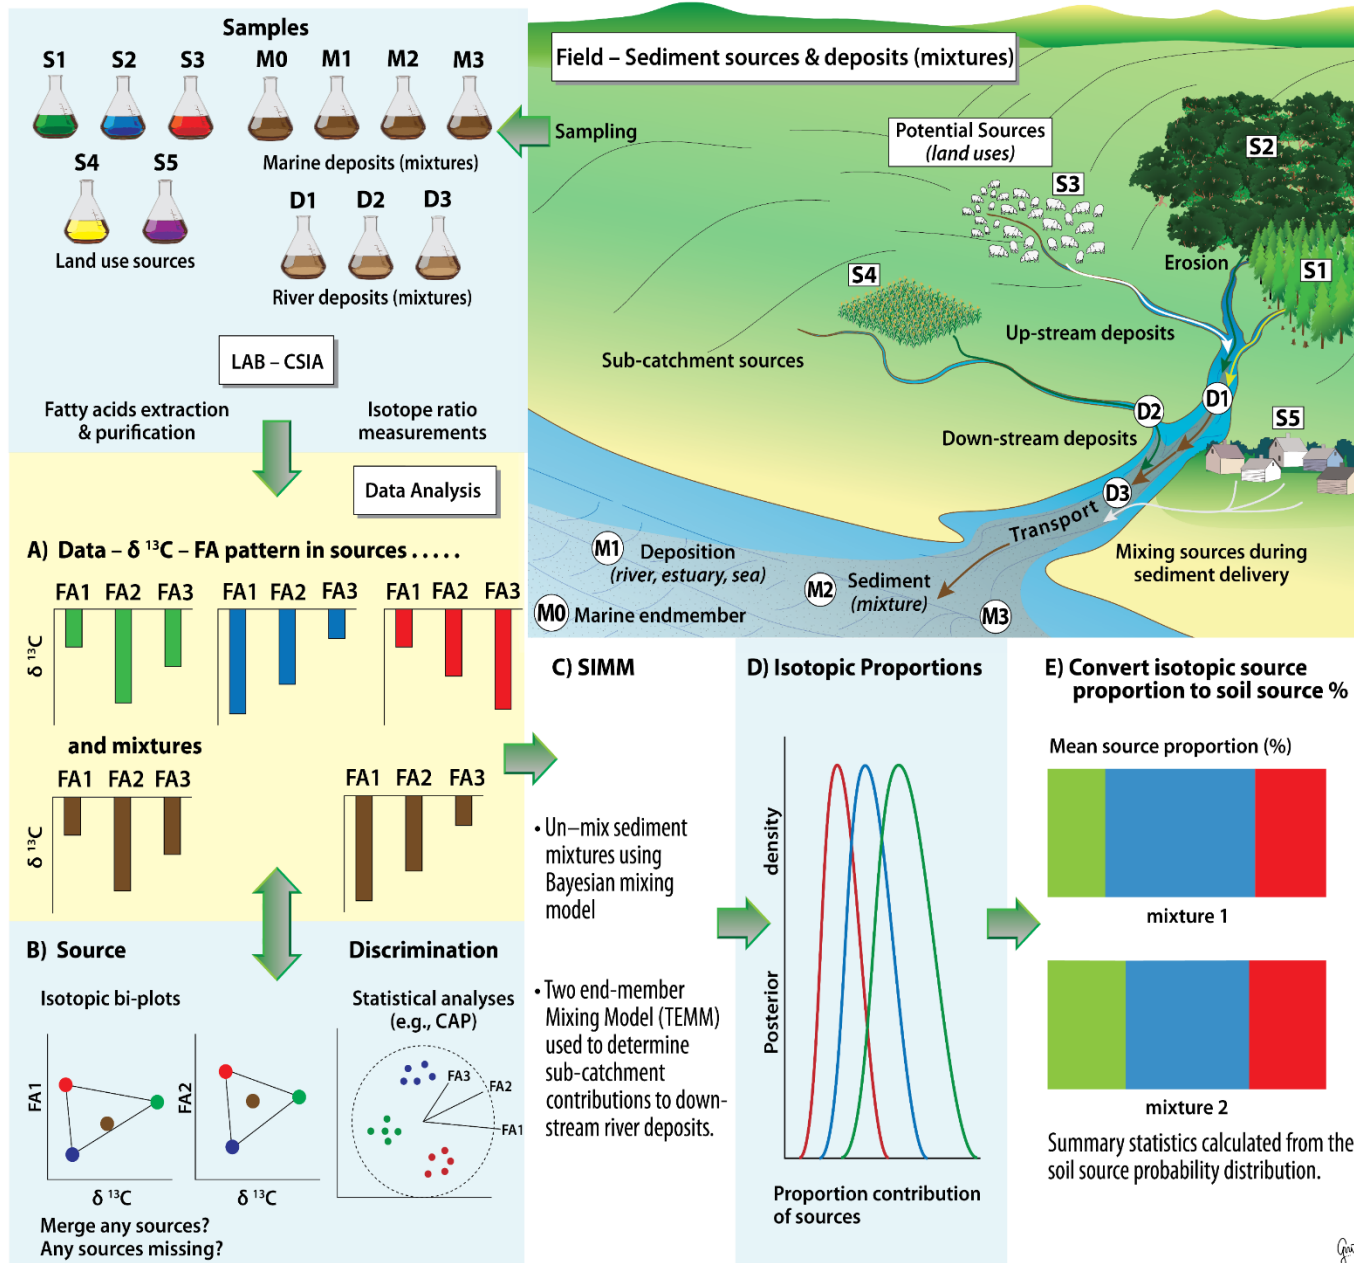 Samples
S1 S2 S3 M0 M1 M2 M3
Marine deposits (mixtures)
S4 S5
D1 D2 D3
Land use sources
River deposits (mixtures)
Sampling
LAB – CSIA
Fatty acids extraction
& purification
Isotope ratio
measurements
Field – Sediment sources & deposits (mixtures)
Potential Sources
(land uses)
S3
S2
S1
Erosion
S4
Up-stream deposits
Sub-catchment sources
D1
D2
S5
Down-stream deposits
D3
Transport
Mixing sources during
sediment delivery
M1
Deposition
(river, estuary, sea)
M2
Sediment
(mixture)
M0
Marine endmember
M3
Data Analysis
A) Data – δ ¹³C – FA pattern in sources . . . . .
FA1 FA2 FA3
FA1 FA2 FA3
FA1 FA2 FA3
δ ¹³C
and mixtures
FA1 FA2 FA3
FA1 FA2 FA3
δ ¹³C
B) Source
Discrimination
Isotopic bi-plots
Statistical analyses
(e.g., CAP)
FA1
δ ¹³C
FA2
δ ¹³C
FA3
FA2
FA1
Merge any sources?
Any sources missing?
C) SIMM
• Un–mix sediment
mixtures using
Bayesian mixing
model
• Two end-member
Mixing Model (TEMM)
used to determine
sub-catchment
contributions to down-
stream river deposits.
D) Isotopic Proportions
Posterior density
Proportion contribution
of sources
E) Convert isotopic source
proportion to soil source %
Mean source proportion (%)
mixture 1
mixture 2
Summary statistics calculated from the
soil source probability distribution.